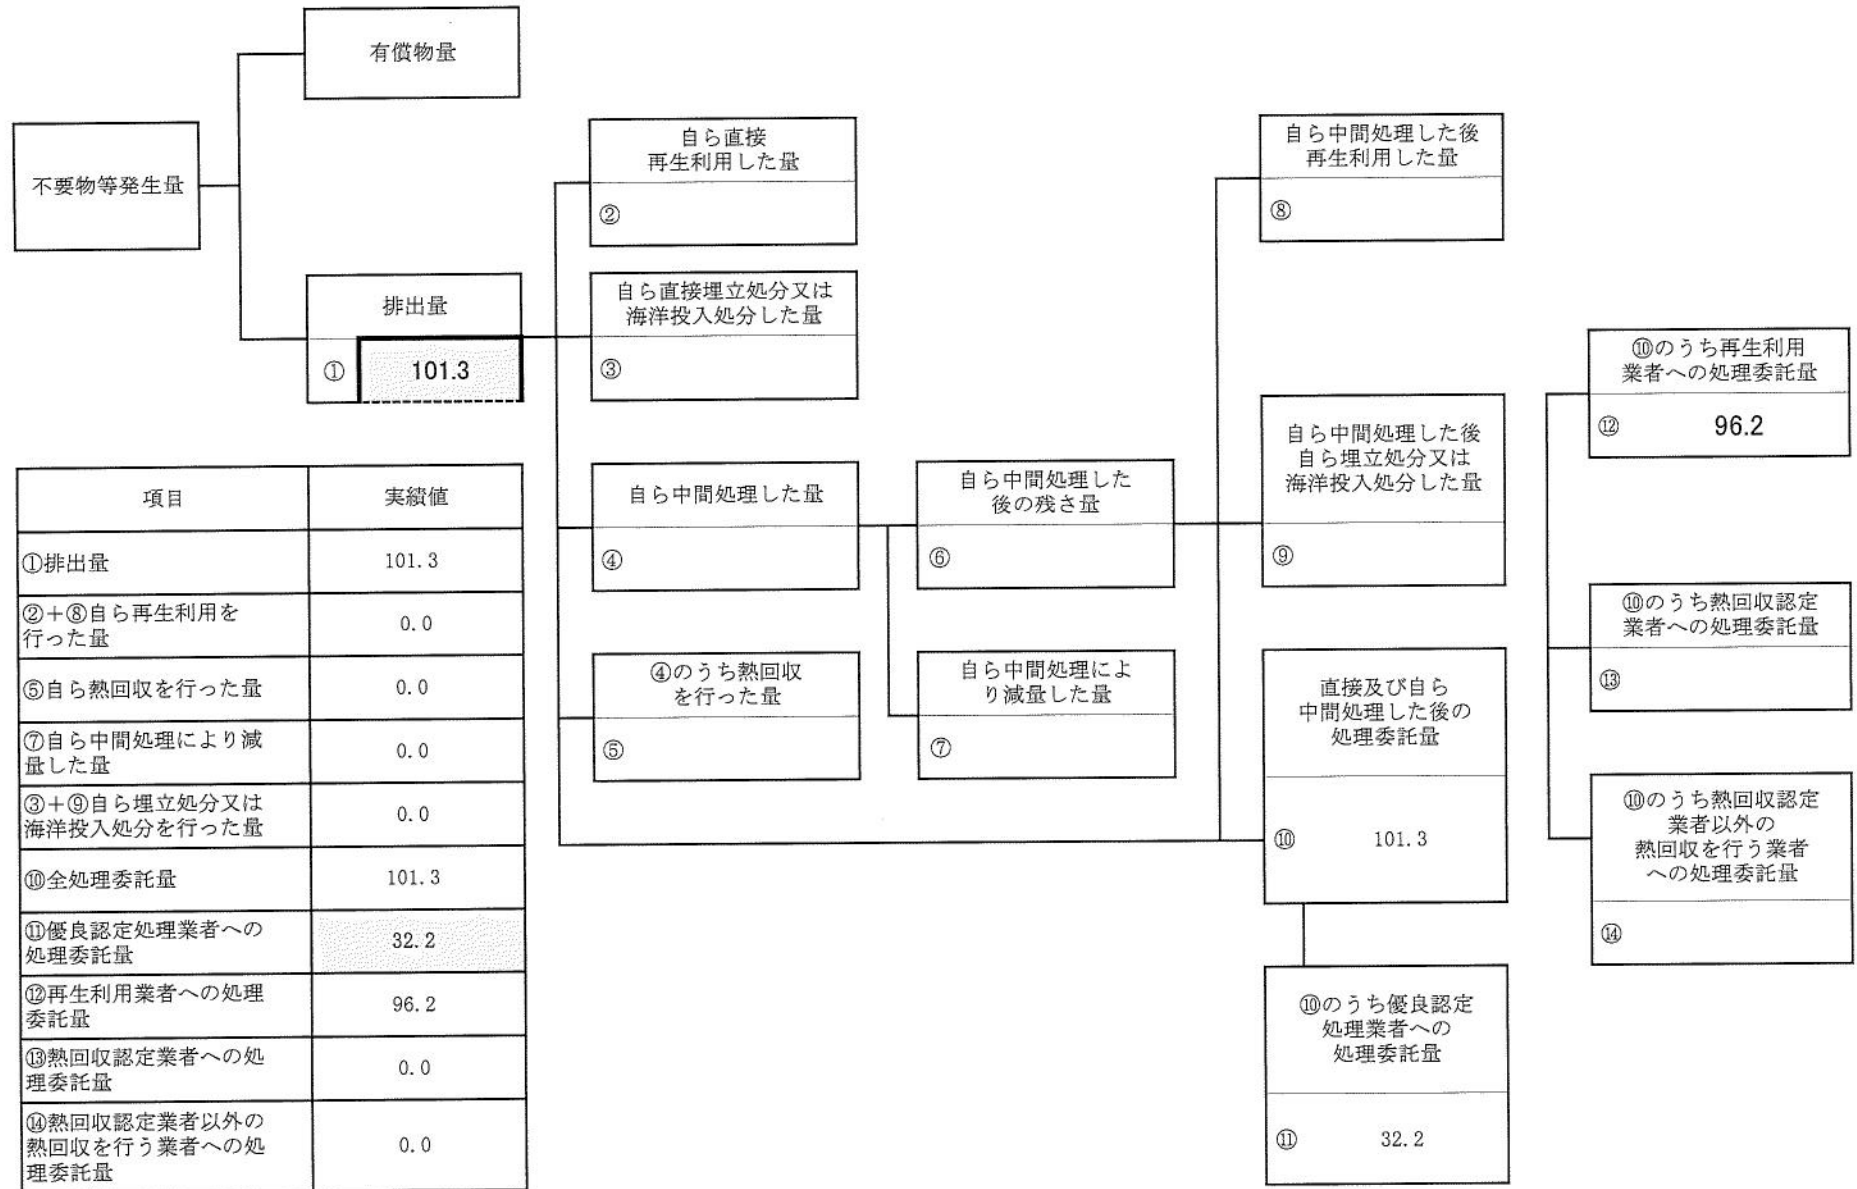 有償物量
不要物等発生量
排出量
① 101.3
自ら直接
再生利用した量
②
自ら直接埋立処分又は
海洋投入処分した量
③
自ら中間処理した量
④
④のうち熱回収
を行った量
⑤
自ら中間処理した
後の残さ量
⑥
自ら中間処理によ
り減量した量
⑦
自ら中間処理した後
再生利用した量
⑧
自ら中間処理した後
自ら埋立処分又は
海洋投入処分した量
⑨
直接及び自ら
中間処理した後の
処理委託量
⑩ 101.3
⑩のうち優良認定
処理業者への
処理委託量
⑪ 32.2
⑩のうち再生利用
業者への処理委託量
⑫ 96.2
⑩のうち熱回収認定
業者への処理委託量
⑬
⑩のうち熱回収認定
業者以外の
熱回収を行う業者
への処理委託量
⑭
項目 実績値
①排出量 101.3
②+⑧自ら再生利用を
行った量 0.0
⑤自ら熱回収を行った量 0.0
⑦自ら中間処理により減
量した量 0.0
③+⑨自ら埋立処分又は
海洋投入処分を行った量 0.0
⑩全処理委託量 101.3
⑪優良認定処理業者への
処理委託量 32.2
⑫再生利用業者への処理
委託量 96.2
⑬熱回収認定業者への処
理委託量 0.0
⑭熱回収認定業者以外の
熱回収を行う業者への処
理委託量 0.0